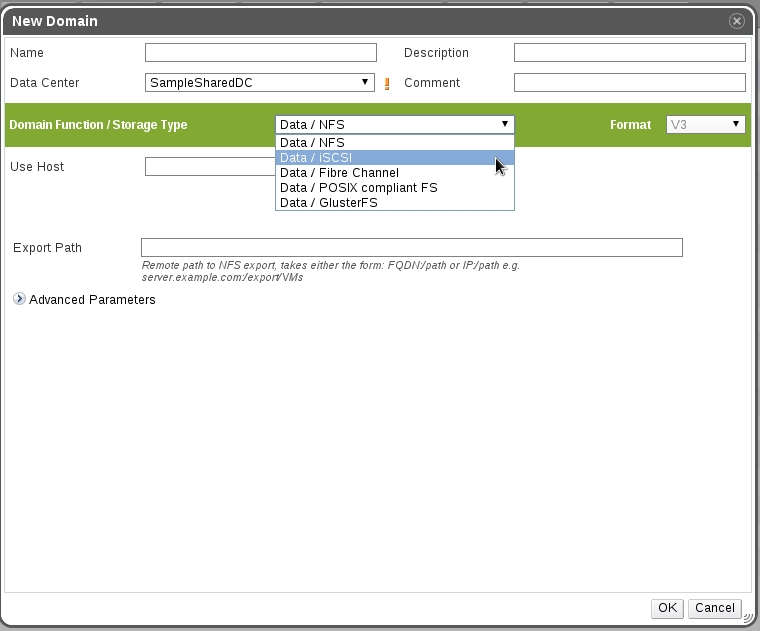 New Domain
Name
Description
Data Center
SampleSharedDC
Comment
Domain Function / Storage Type
Data / NFS
Format
V3
Data / NFS
Data / iSCSI
Data / Fibre Channel
Data / POSIX compliant FS
Data / GlusterFS
Use Host
Export Path
Remote path to NFS export, takes either the form: FQDN:/path or IP:/path e.g.
server.example.com:/export/VMs
Advanced Parameters
OK
Cancel